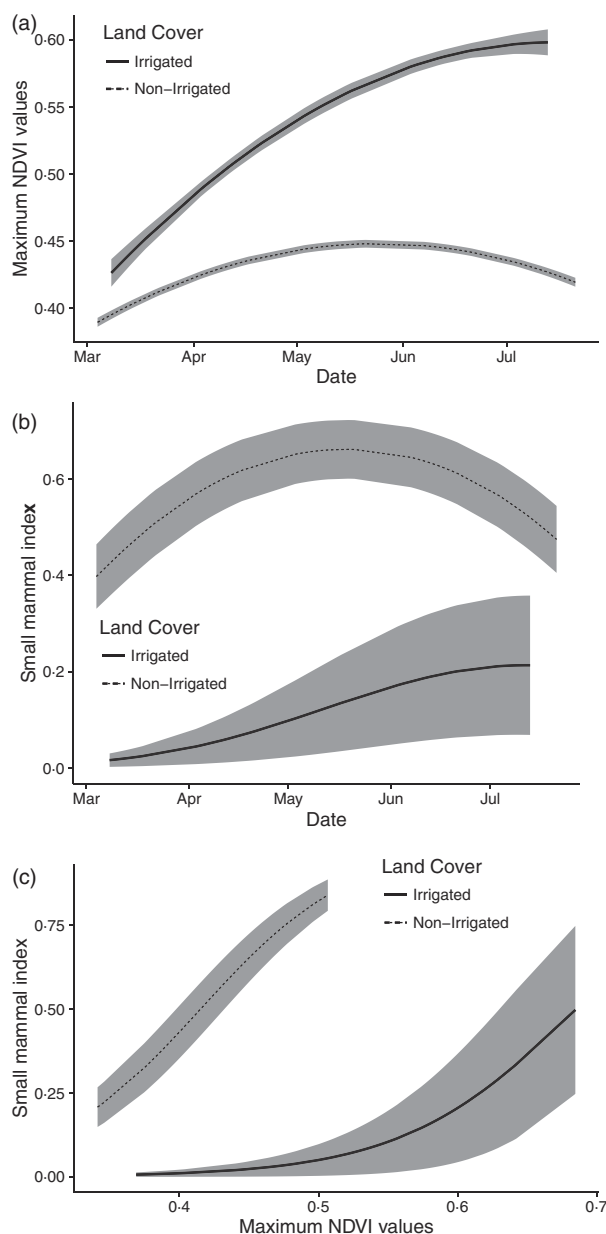 (a)
Land Cover
Irrigated
Non−Irrigated
Maximum NDVI values
0·60
0·55
0·50
0·45
0·40
Mar Apr May Jun Jul
Date
(b)
Small mammal index
0·6
0·4
0·2
0·0
Land Cover
Irrigated
Non−Irrigated
Mar Apr May Jun Jul
Date
(c)
Land Cover
Irrigated
Non−Irrigated
Small mammal index
0·75
0·50
0·25
0·00
0·4 0·5 0·6 0·7
Maximum NDVI values